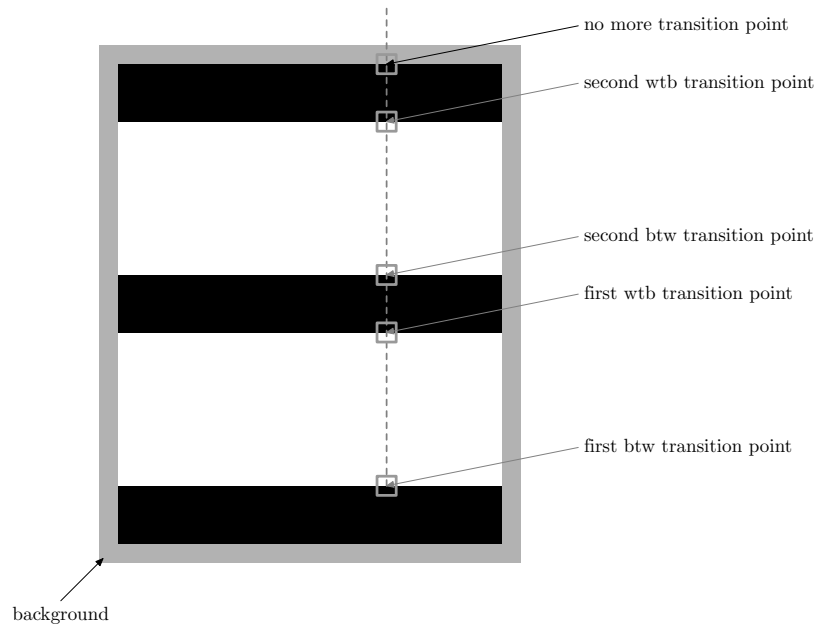 no more transition point
second wtb transition point
second btw transition point
first wtb transition point
first btw transition point
background